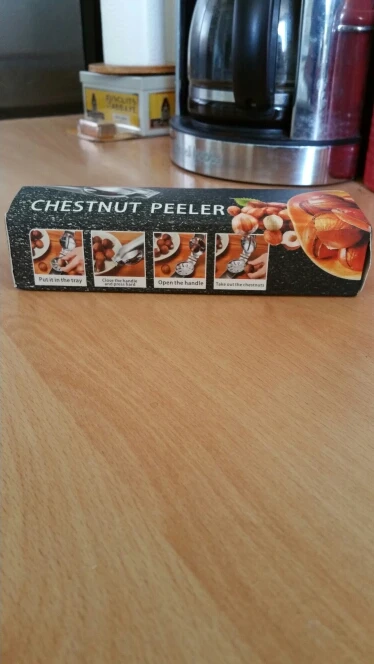 CHESTNUT PEELER
Put it in the tray
Close the handle
and press hard
Open the handle
Take out the chestnuts